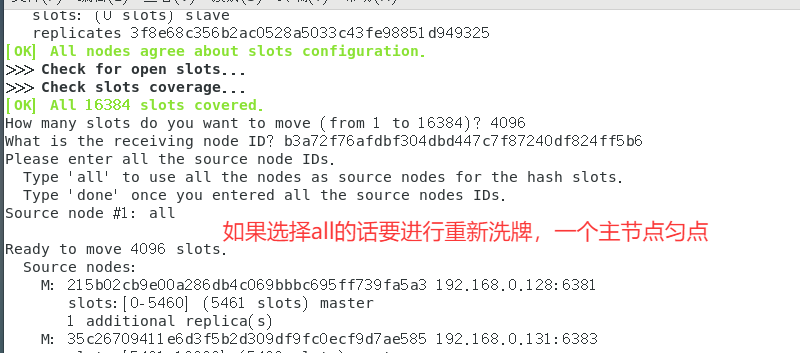 slots: (0 slots) slave
replicates 3f8e68c356b2ac0528a5033c43fe98851d949325
[OK] All nodes agree about slots configuration.
>>> Check for open slots...
>>> Check slots coverage...
[OK] All 16384 slots covered.
How many slots do you want to move (from 1 to 16384)? 4096
What is the receiving node ID? b3a72f76afdbf304dbd447c7f87240df824ff5b6
Please enter all the source node IDs.
Type 'all' to use all the nodes as source nodes for the hash slots.
Type 'done' once you entered all the source nodes IDs.
Source node #1: all
如果选择all的话要进行重新洗牌，一个主节点匀点
Ready to move 4096 slots.
Source nodes:
M: 215b02cb9e00a286db4c069bbbc695ff739fa5a3 192.168.0.128:6381
slots:[0-5460] (5461 slots) master
1 additional replica(s)
M: 35c26709411e6d3f5b2d309df9fc0ecf9d7ae585 192.168.0.131:6383